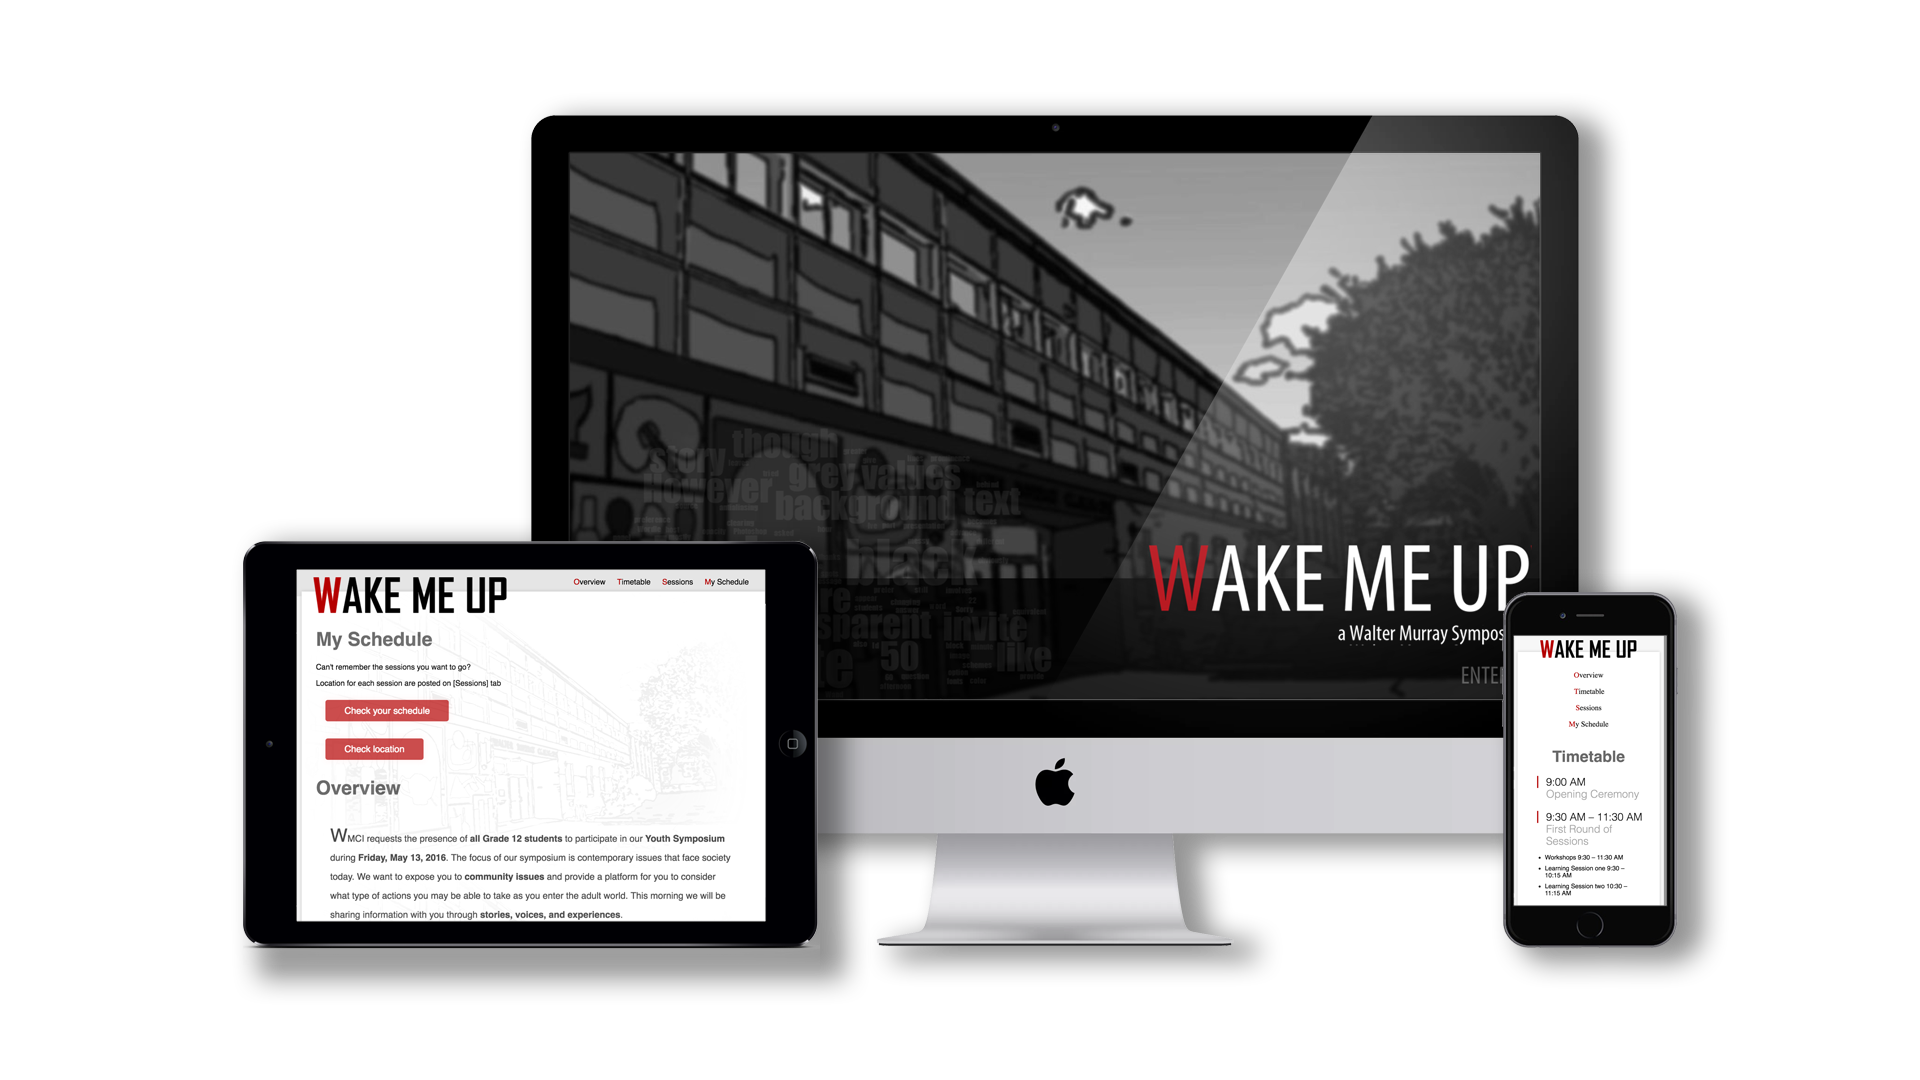 though
story
grey values
however
background text
black
parent invite
50 like
WAKE ME UP
a Walter Murray Sympos
ENTE
WAKE ME UP
Overview Timetable Sessions My Schedule
My Schedule
Can't remember the sessions you want to go?
Location for each session are posted on [Sessions] tab
Check your schedule
Check location
Overview
WMCI requests the presence of all Grade 12 students to participate in our Youth Symposium
during Friday, May 13, 2016. The focus of our symposium is contemporary issues that face society
today. We want to expose you to community issues and provide a platform for you to consider
what type of actions you may be able to take as you enter the adult world. This morning we will be
sharing information with you through stories, voices, and experiences.
WAKE ME UP
Overview
Timetable
Sessions
My Schedule
Timetable
9:00 AM
Opening Ceremony
9:30 AM – 11:30 AM
First Round of
Sessions
• Workshops 9:30 – 11:30 AM
• Learning Session one 9:30 –
10:15 AM
• Learning Session two 10:30 –
11:15 AM